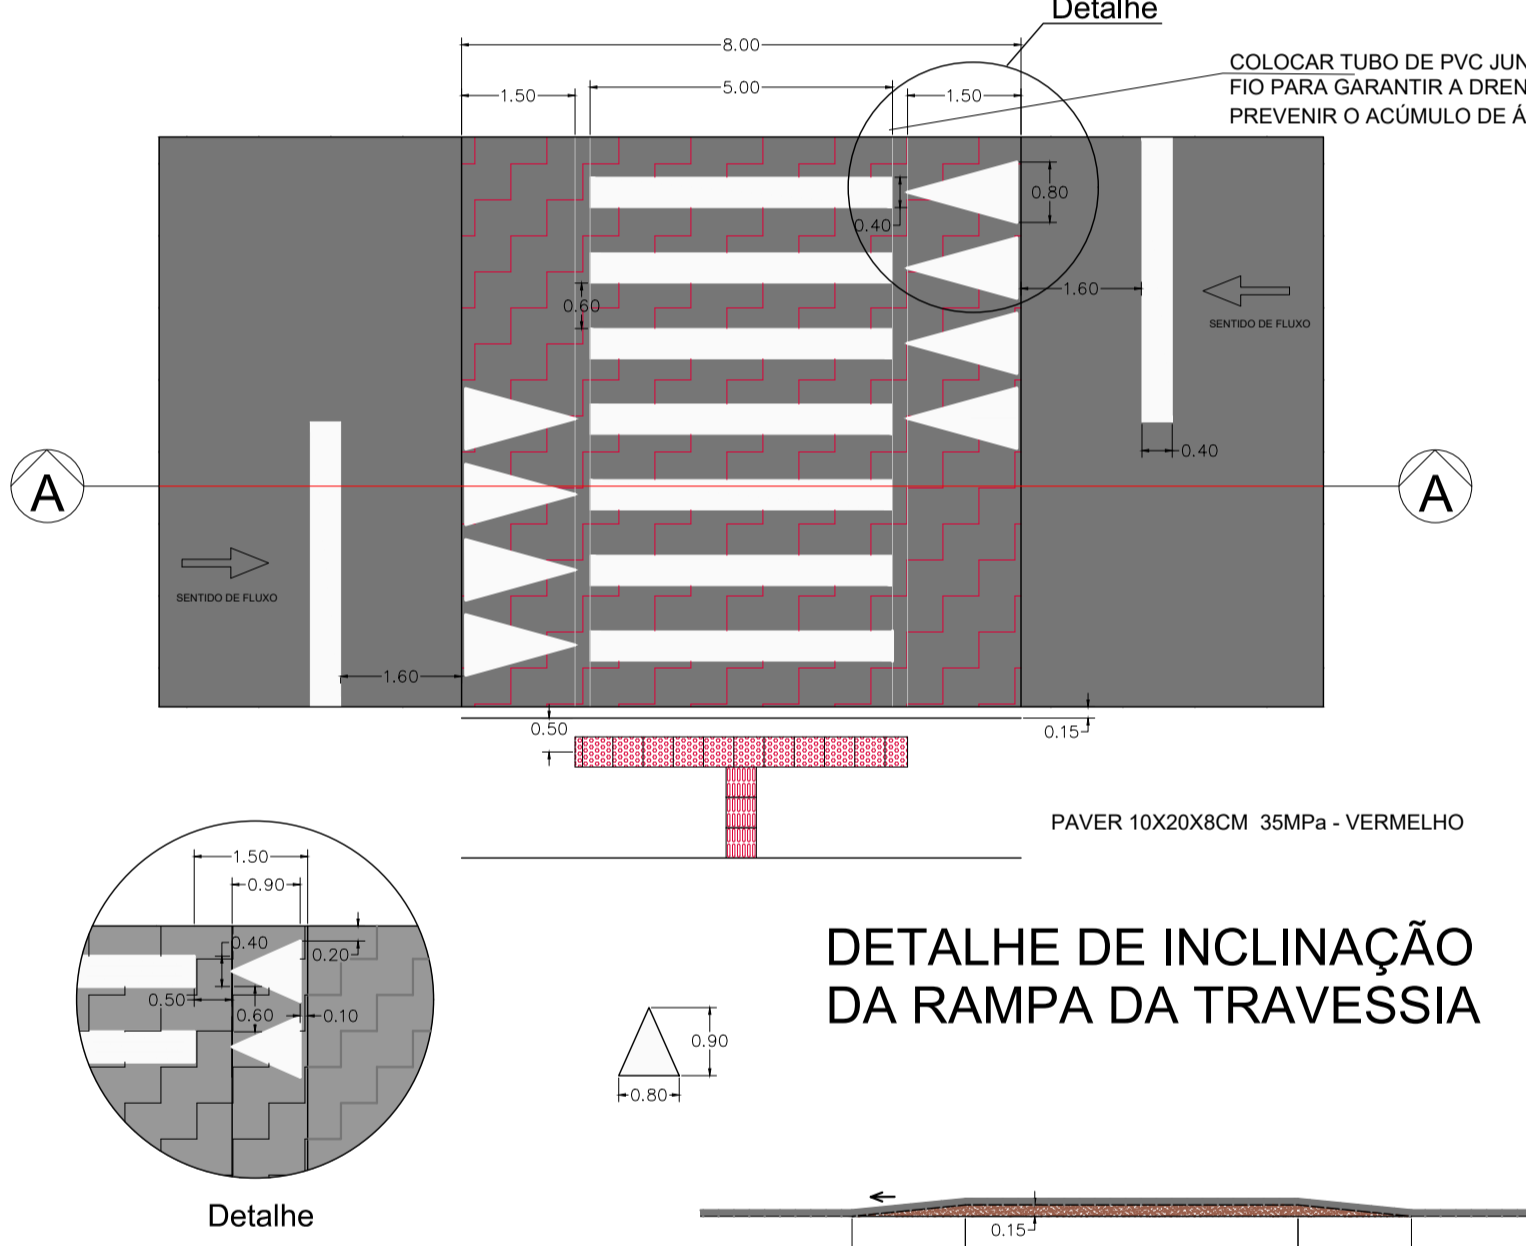 Detalhe
8.00
COLOCAR TUBO DE PVC JUN
FIO PARA GARANTIR A DREN
PREVENIR O ACÚMULO DE Á
1.50
5.00
1.50
0.80
0.40
0.60
1.60
SENTIDO DE FLUXO
0.40
A
A
SENTIDO DE FLUXO
1.60
0.50
0.15
PAVER 10X20X8CM 35MPa - VERMELHO
1.50
0.90
0.40
0.20
0.50
0.60
0.10
Detalhe
DETALHE DE INCLINAÇÃO
DA RAMPA DA TRAVESSIA
0.90
0.80
0.15